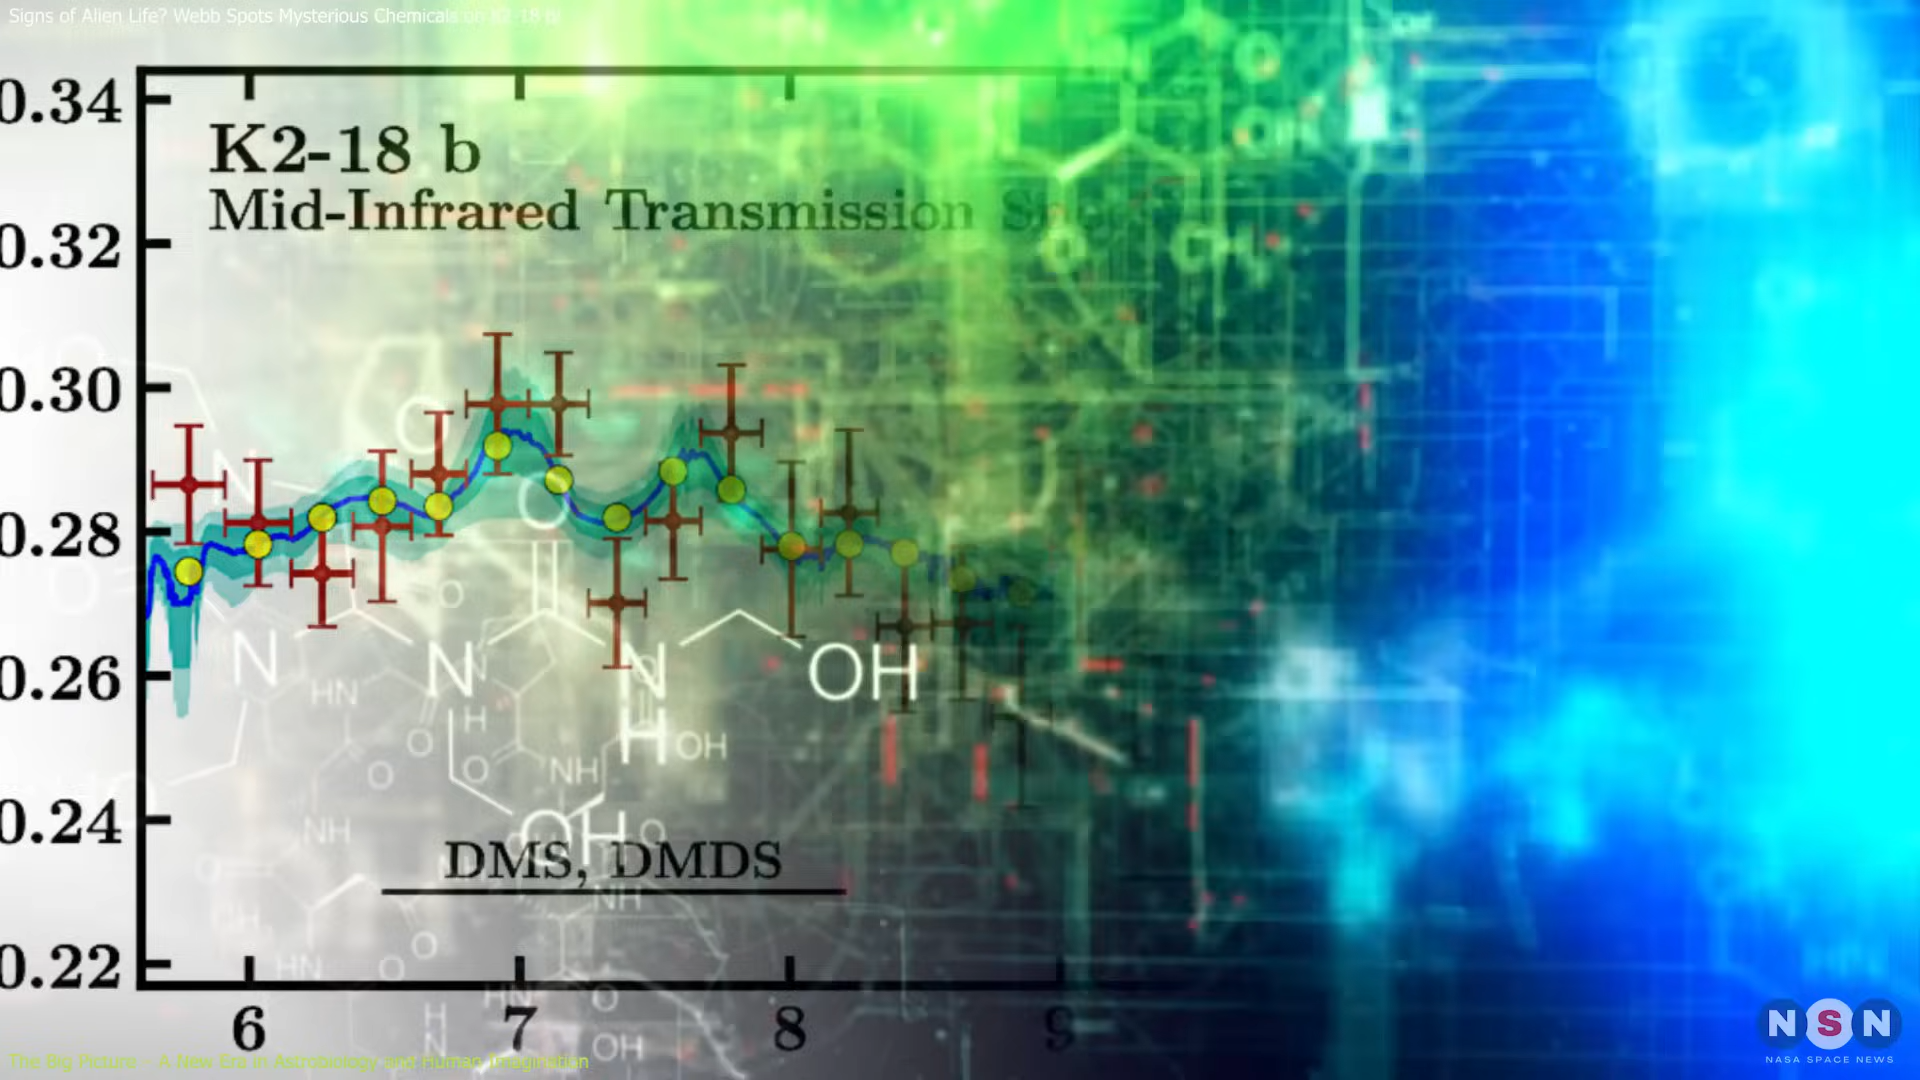 Signs of Alien Life? Webb Spots Mysterious Chemicals on K2-18 b!
0.34
K2-18 b
Mid-Infrared Transmission
0.32
0.30
0.28
0.26
0.24
0.22
O
N
O
O
N
N
N
OH
O
HN
N
H
H
OH
O
O
NH
O
NH
OH
O
DMS, DMDS
NH
O
HN
O
HN
O
6
7
8
9
H
N
OH
The Big Picture – A New Era in Astrobiology and Human Imagination
NSN
NASA SPACE NEWS